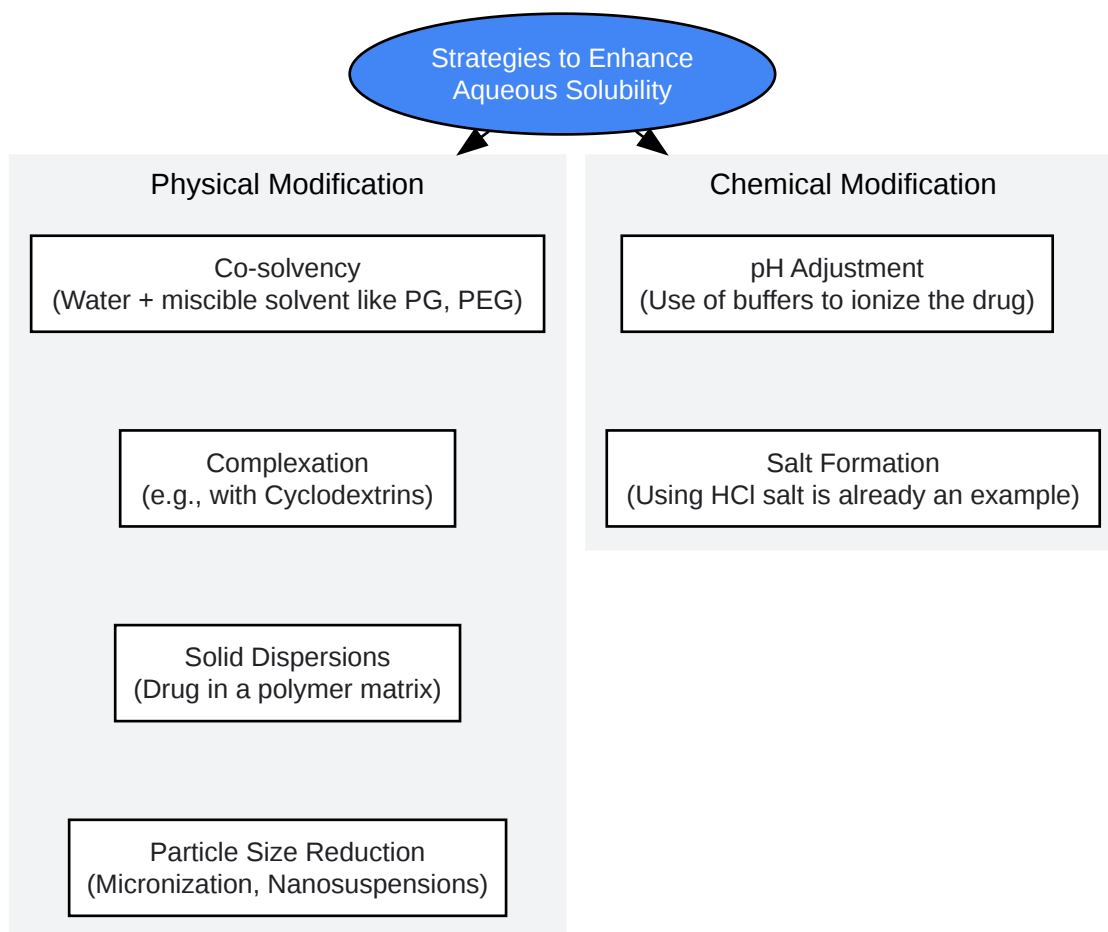 Strategies to Enhance
Aqueous Solubility
Physical Modification
Co-solvency
(Water + miscible solvent like PG, PEG)
Complexation
(e.g., with Cyclodextrins)
Solid Dispersions
(Drug in a polymer matrix)
Particle Size Reduction
(Micronization, Nanosuspensions)
Chemical Modification
pH Adjustment
(Use of buffers to ionize the drug)
Salt Formation
(Using HCl salt is already an example)